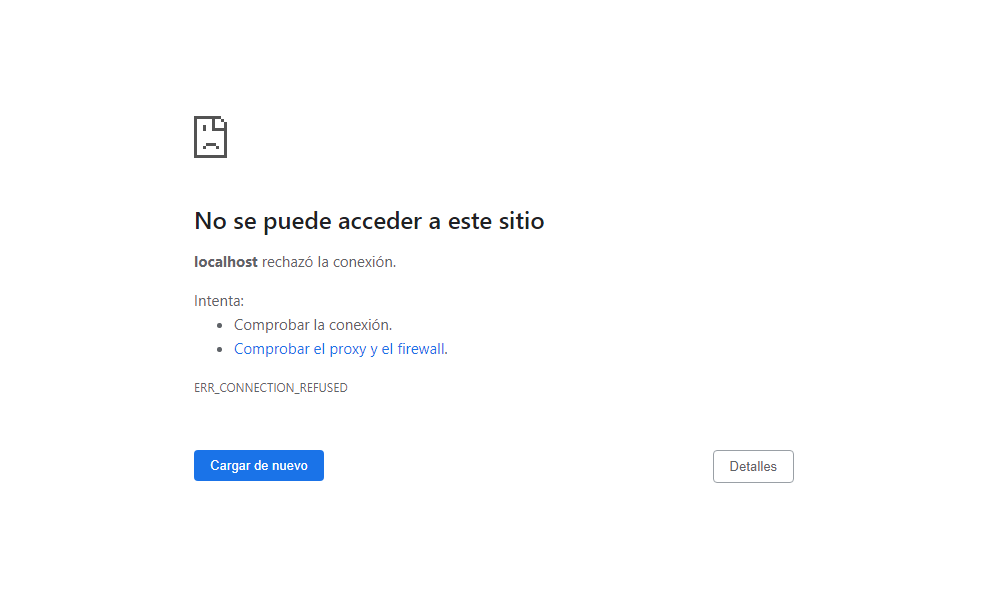 No se puede acceder a este sitio
localhost rechazó la conexión.
Intenta:
• Comprobar la conexión.
• Comprobar el proxy y el firewall.
ERR_CONNECTION_REFUSED
Cargar de nuevo
Detalles